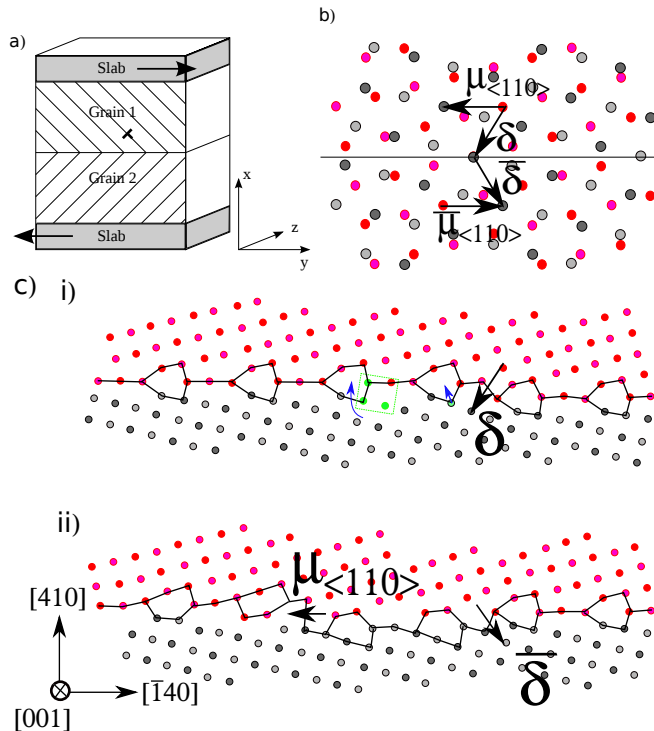 a)
Slab
Grain 1
Grain 2
Slab
x
z
y
b)
μ<110>
δ
δ̅
μ̅<110>
c) i)
δ
ii)
μ<110>
δ̅
[410]
[1̅40]
[001]